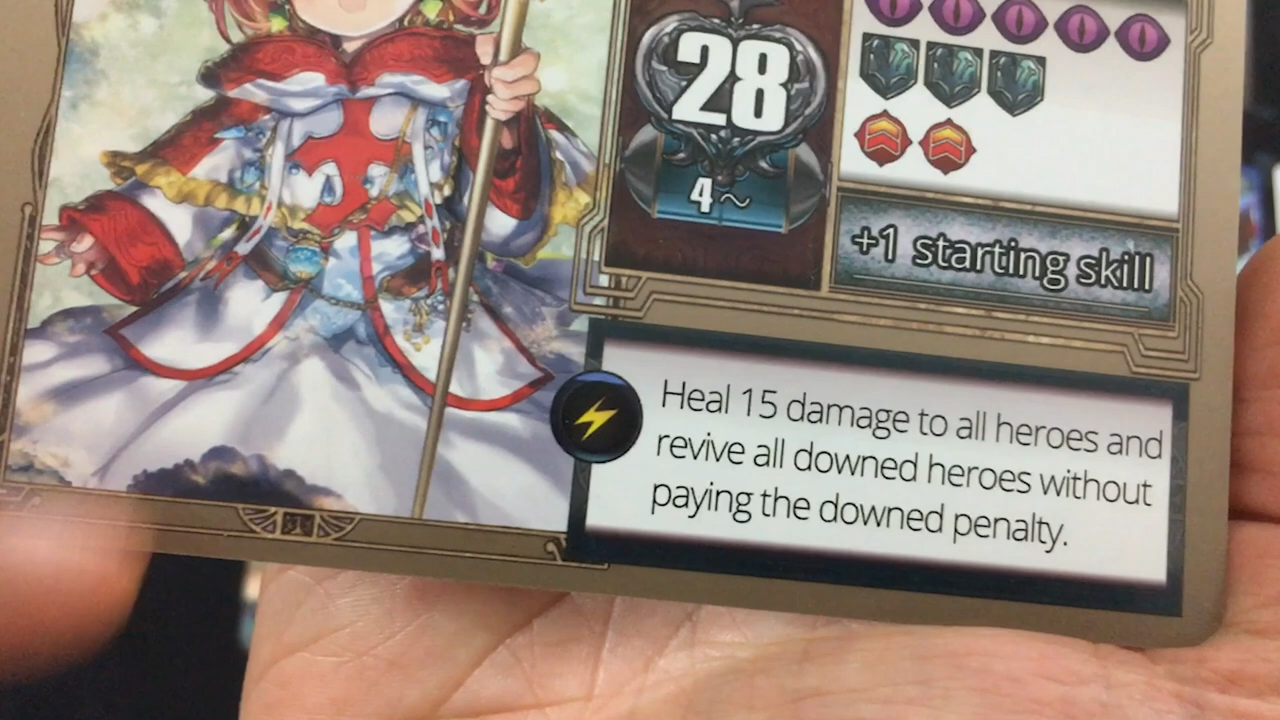 28
4~
+1 starting skill
Heal 15 damage to all heroes and
revive all downed heroes without
paying the downed penalty.